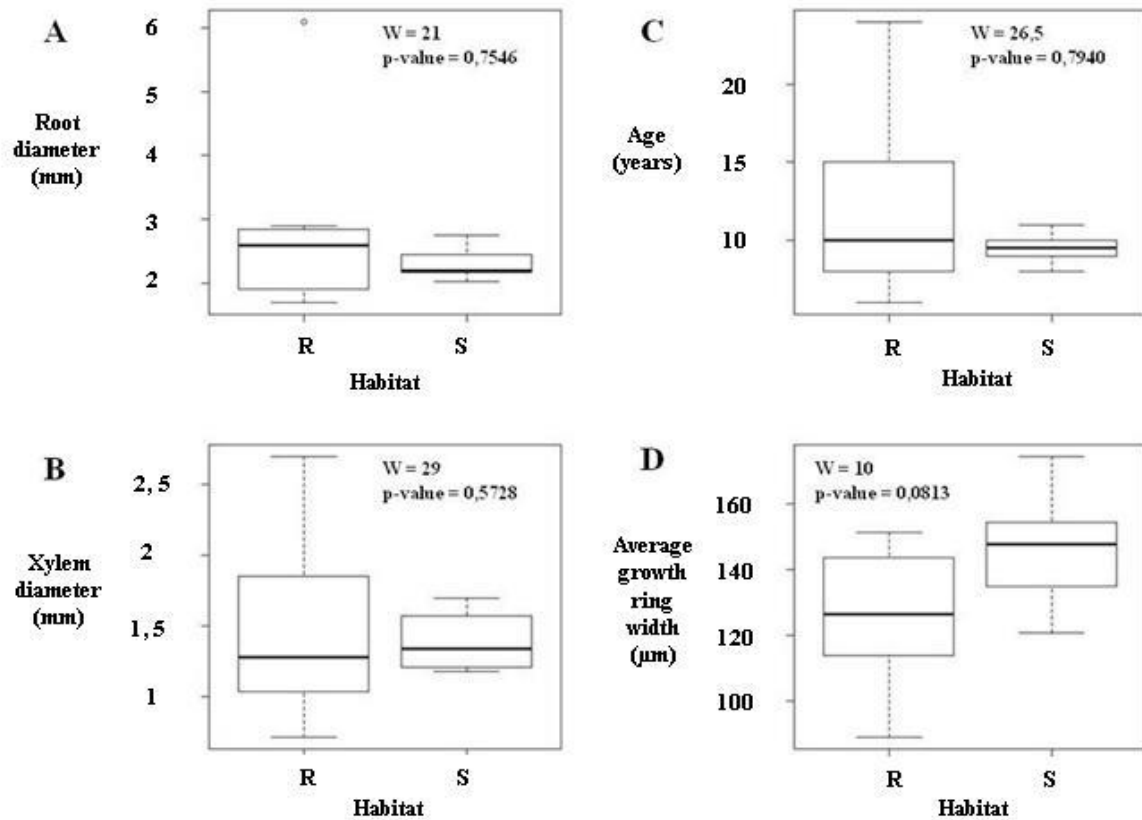 A
Root
diameter
(mm)
6
5
4
3
2
W = 21
p-value = 0,7546
R
S
Habitat
C
Age
(years)
20
15
10
W = 26,5
p-value = 0,7940
R
S
Habitat
B
Xylem
diameter
(mm)
2,5
2
1,5
1
W = 29
p-value = 0,5728
R
S
Habitat
D
Average
growth
ring
width
(µm)
160
140
120
100
W = 10
p-value = 0,0813
R
S
Habitat